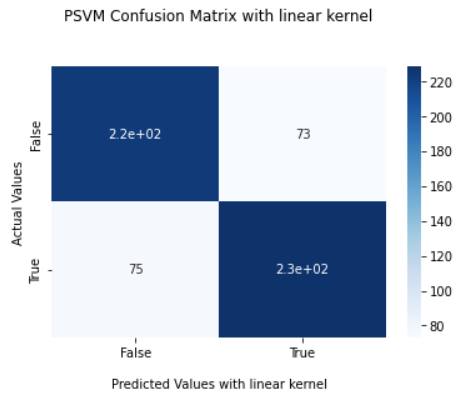 PSVM Confusion Matrix with linear kernel
False
2.2e+02
73
True
75
2.3e+02
Actual Values
False
True
Predicted Values with linear kernel
220
200
180
160
140
120
100
80